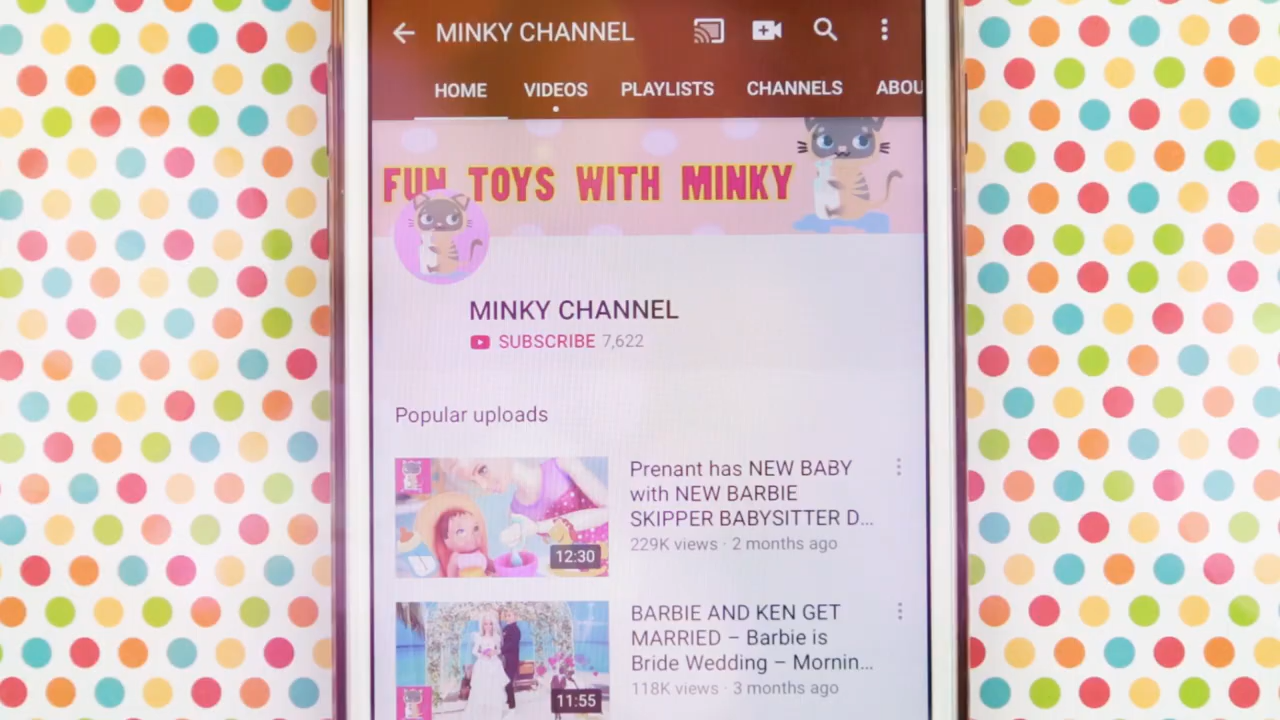 MINKY CHANNEL
HOME VIDEOS PLAYLISTS CHANNELS ABOU
FUN TOYS WITH MINKY
MINKY CHANNEL
SUBSCRIBE 7,622
Popular uploads
Prenant has NEW BABY
with NEW BARBIE
SKIPPER BABYSITTER D...
229K views · 2 months ago
12:30
BARBIE AND KEN GET
MARRIED – Barbie is
Bride Wedding – Mornin...
118K views · 3 months ago
11:55